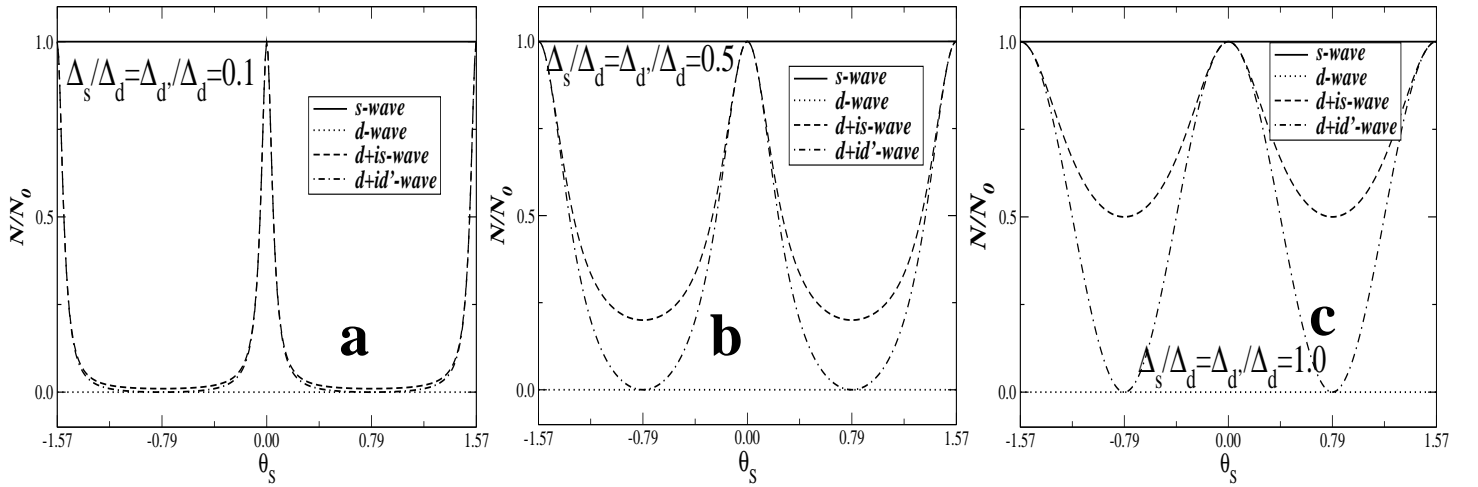 Δs/Δd=Δd'/Δd=0.1
s-wave
d-wave
d+is-wave
d+id'-wave
N/No
1.0
0.5
0.0
a
-1.57
-0.79
0.00
0.79
1.57
θs
Δs/Δd=Δd'/Δd=0.5
s-wave
d-wave
d+is-wave
d+id'-wave
N/No
1.0
0.5
0.0
b
-1.57
-0.79
0.00
0.79
1.57
θs
s-wave
d-wave
d+is-wave
d+id'-wave
N/No
1.0
0.5
0.0
c
Δs/Δd=Δd'/Δd=1.0
-1.57
-0.79
0.00
0.79
1.57
θs